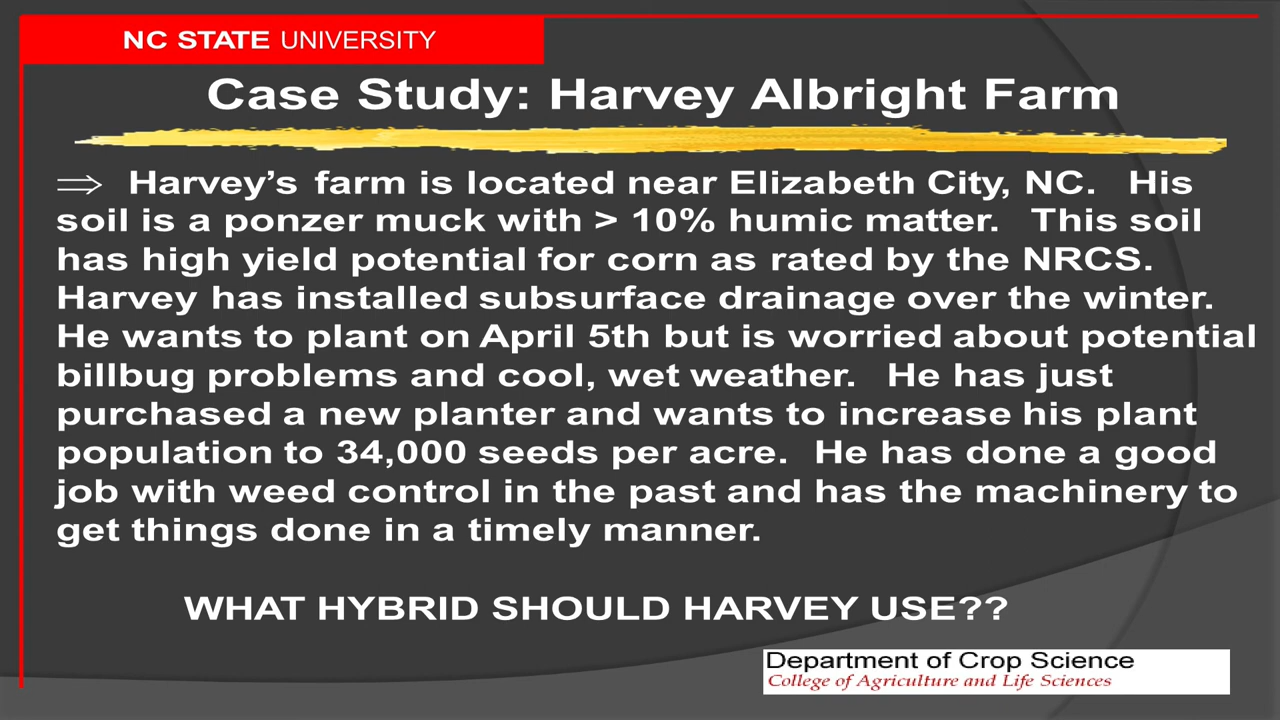 NC STATE UNIVERSITY
Case Study: Harvey Albright Farm
⇒ Harvey's farm is located near Elizabeth City, NC. His
soil is a ponzer muck with > 10% humic matter. This soil
has high yield potential for corn as rated by the NRCS.
Harvey has installed subsurface drainage over the winter.
He wants to plant on April 5th but is worried about potential
billbug problems and cool, wet weather. He has just
purchased a new planter and wants to increase his plant
population to 34,000 seeds per acre. He has done a good
job with weed control in the past and has the machinery to
get things done in a timely manner.
WHAT HYBRID SHOULD HARVEY USE??
Department of Crop Science
College of Agriculture and Life Sciences